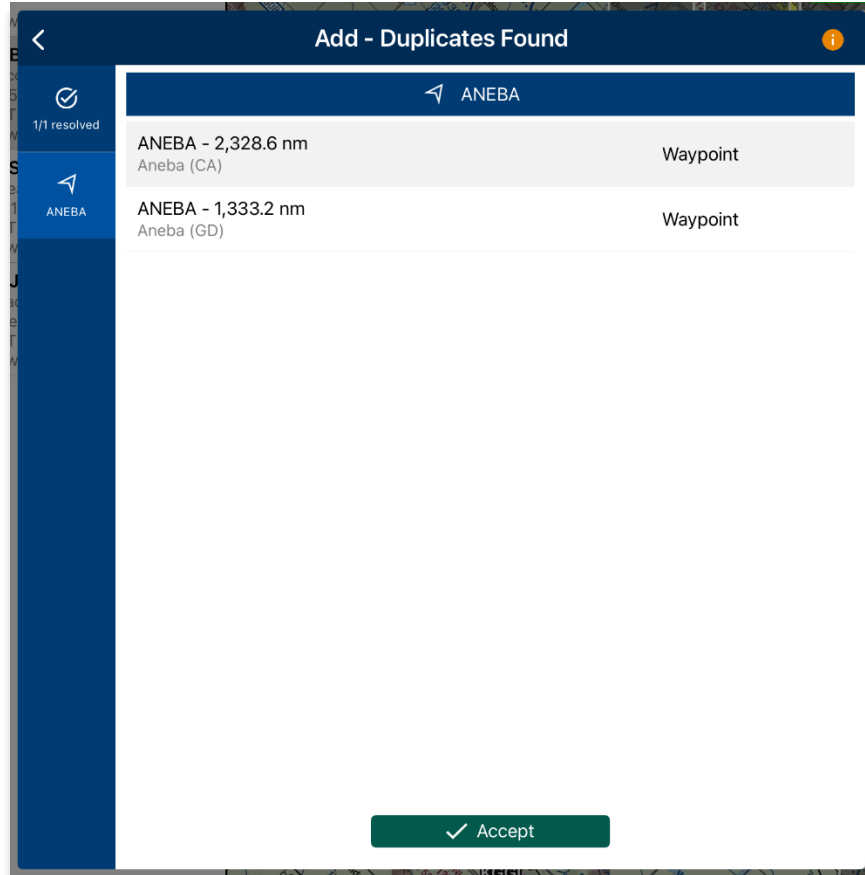 Add - Duplicates Found
1/1 resolved
ANEBA
ANEBA
ANEBA - 2,328.6 nm
Aneba (CA)
Waypoint
ANEBA - 1,333.2 nm
Aneba (GD)
Waypoint
Accept